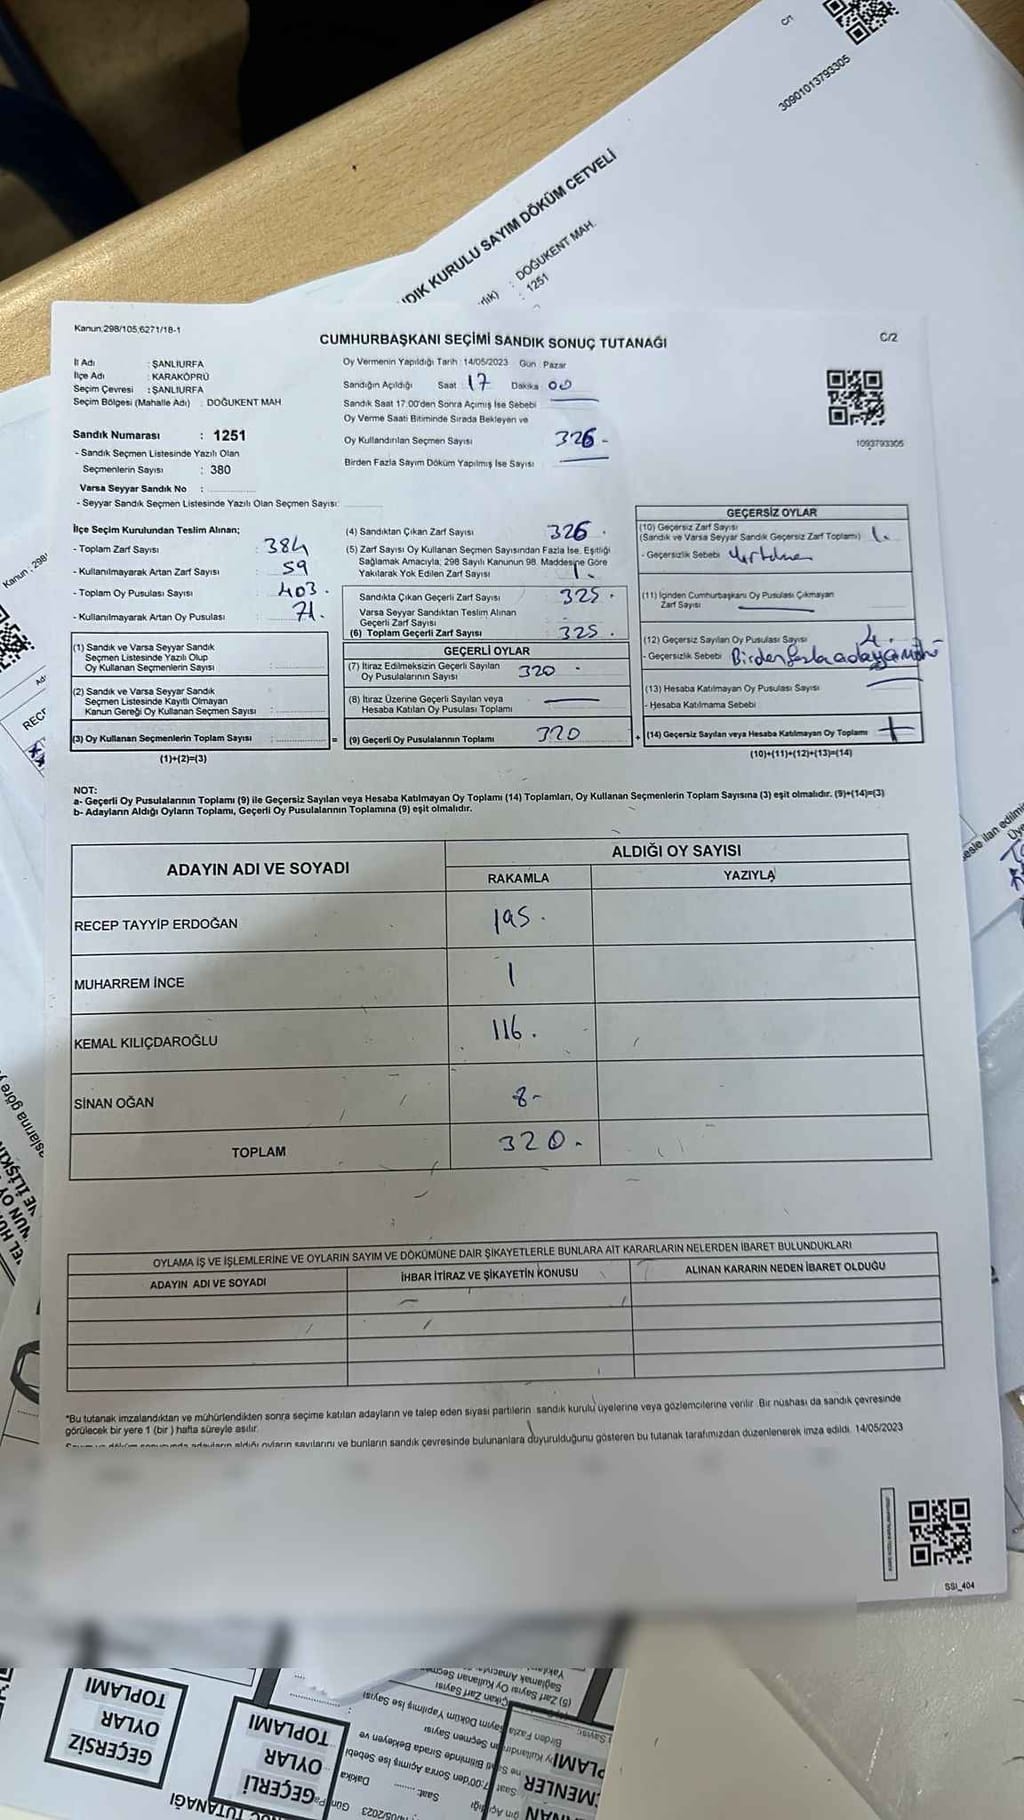 C/1
30901013793305
DIK KURULU SAYIM DÖKÜM CETVELİ
: DOĞUKENT MAH.
: 1251
Kanun:298/105,6271/18-1
CUMHURBAŞKANI SEÇİMİ SANDIK SONUÇ TUTANAĞI
C/2
İl Adı : ŞANLIURFA
İlçe Adı : KARAKÖPRÜ
Seçim Çevresi : ŞANLIURFA
Seçim Bölgesi (Mahalle Adı) : DOĞUKENT MAH.
Sandık Numarası : 1251
- Sandık Seçmen Listesinde Yazılı Olan
Seçmenlerin Sayısı : 380
Varsa Seyyar Sandık No :
- Seyyar Sandık Seçmen Listesinde Yazılı Olan Seçmen Sayısı:
Oy Vermenin Yapıldığı Tarih : 14/05/2023 Gün : Pazar
Sandığın Açıldığı Saat 17 Dakika 00
Sandık Saat 17.00'den Sonra Açımış İse Sebebi
Oy Verme Saati Bitiminde Sırada Bekleyen ve
Oy Kullandırılan Seçmen Sayısı 326 -
Birden Fazla Sayım Döküm Yapılmış İse Sayısı
1093793305
İlçe Seçim Kurulundan Teslim Alınan;
- Toplam Zarf Sayısı : 384
- Kullanılmayarak Artan Zarf Sayısı : 59
- Toplam Oy Pusulası Sayısı : 403.
- Kullanılmayarak Artan Oy Pusulası : 71.
(1) Sandık ve Varsa Seyyar Sandık
Seçmen Listesinde Yazılı Olup
Oy Kullanan Seçmenlerin Sayısı :
(2) Sandık ve Varsa Seyyar Sandık
Seçmen Listesinde Kayıtlı Olmayan
Kanun Gereği Oy Kullanan Seçmen Sayısı :
(3) Oy Kullanan Seçmenlerin Toplam Sayısı :
(1)+(2)=(3)
(4) Sandıktan Çıkan Zarf Sayısı 326 .
(5) Zarf Sayısı Oy Kullanan Seçmen Sayısından Fazla İse, Eşitliği
Sağlamak Amacıyla, 298 Sayılı Kanunun 98. Maddesine Göre
Yakılarak Yok Edilen Zarf Sayısı 1 .
Sandıkta Çıkan Geçerli Zarf Sayısı 325 .
Varsa Seyyar Sandıktan Teslim Alınan
Geçerli Zarf Sayısı
(6) Toplam Geçerli Zarf Sayısı 325 .
GEÇERLİ OYLAR
(7) İtiraz Edilmeksizin Geçerli Sayılan
Oy Pusulalarının Sayısı 320 .
(8) İtiraz Üzerine Geçerli Sayılan veya
Hesaba Katılan Oy Pusulası Toplamı
= (9) Geçerli Oy Pusulalarının Toplamı 320
GEÇERSİZ OYLAR
(10) Geçersiz Zarf Sayısı
(Sandık ve Varsa Seyyar Sandık Geçersiz Zarf Toplamı) 1.
- Geçersizlik Sebebi Yırtılma
(11) İçinden Cumhurbaşkanı Oy Pusulası Çıkmayan
Zarf Sayısı
(12) Geçersiz Sayılan Oy Pusulası Sayısı 4.
- Geçersizlik Sebebi Birden fazla adaya mühür
(13) Hesaba Katılmayan Oy Pusulası Sayısı
- Hesaba Katılmama Sebebi
+ (14) Geçersiz Sayılan veya Hesaba Katılmayan Oy Toplamı
(10)+(11)+(12)+(13)=(14)
NOT:
a- Geçerli Oy Pusulalarının Toplamı (9) ile Geçersiz Sayılan veya Hesaba Katılmayan Oy Toplamı (14) Toplamları, Oy Kullanan Seçmenlerin Toplam Sayısına (3) eşit olmalıdır. (9)+(14)=(3)
b- Adayların Aldığı Oyların Toplamı, Geçerli Oy Pusulalarının Toplamına (9) eşit olmalıdır.
ADAYIN ADI VE SOYADI
ALDIĞI OY SAYISI
RAKAMLA YAZIYLA
RECEP TAYYİP ERDOĞAN 195 .
MUHARREM İNCE 1
KEMAL KILIÇDAROĞLU 116 .
SİNAN OĞAN 8 -
TOPLAM 320 .
OYLAMA İŞ VE İŞLEMLERİNE VE OYLARIN SAYIM VE DÖKÜMÜNE DAİR ŞİKAYETLERLE BUNLARA AİT KARARLARIN NELERDEN İBARET BULUNDUKLARI
ADAYIN ADI VE SOYADI İHBAR İTİRAZ VE ŞİKAYETİN KONUSU ALINAN KARARIN NEDEN İBARET OLDUĞU
*Bu tutanak imzalandıktan ve mühürlendikten sonra seçime katılan adayların ve talep eden siyasi partilerin sandık kurulu üyelerine veya gözlemcilerine verilir. Bir nüshası da sandık çevresinde
görülecek bir yere 1 (bir) hafta süreyle asılır.
oyların sayılarını ve bunların sandık çevresinde bulunanlara duyurulduğunu gösteren bu tutanak tarafımızdan düzenlenerek imza edildi. 14/05/2023
SSI_404
GEÇERSİZ
OYLAR
TOPLAMI
GEÇERLİ
OYLAR
TOPLAMI